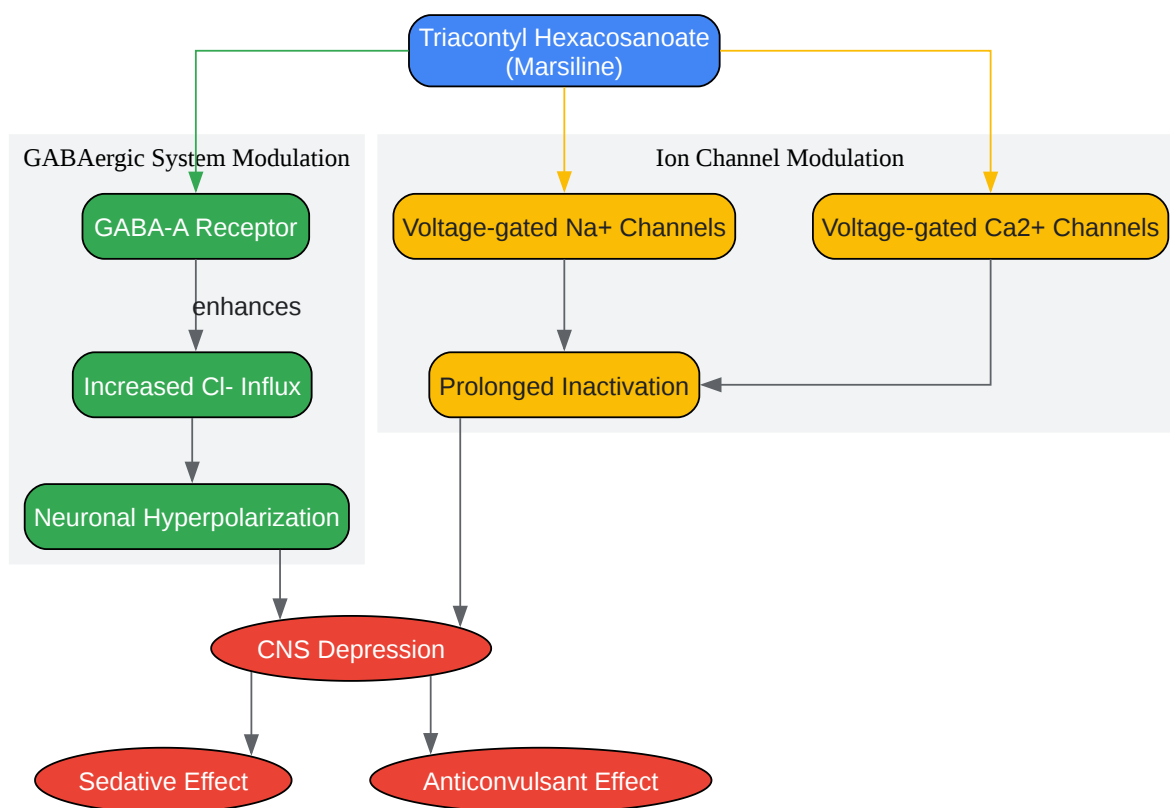 Triacontyl Hexacosanoate
(Marsiline)
GABAergic System Modulation
Ion Channel Modulation
GABA-A Receptor
Voltage-gated Na+ Channels
Voltage-gated Ca2+ Channels
enhances
Increased Cl- Influx
Prolonged Inactivation
Neuronal Hyperpolarization
CNS Depression
Sedative Effect
Anticonvulsant Effect